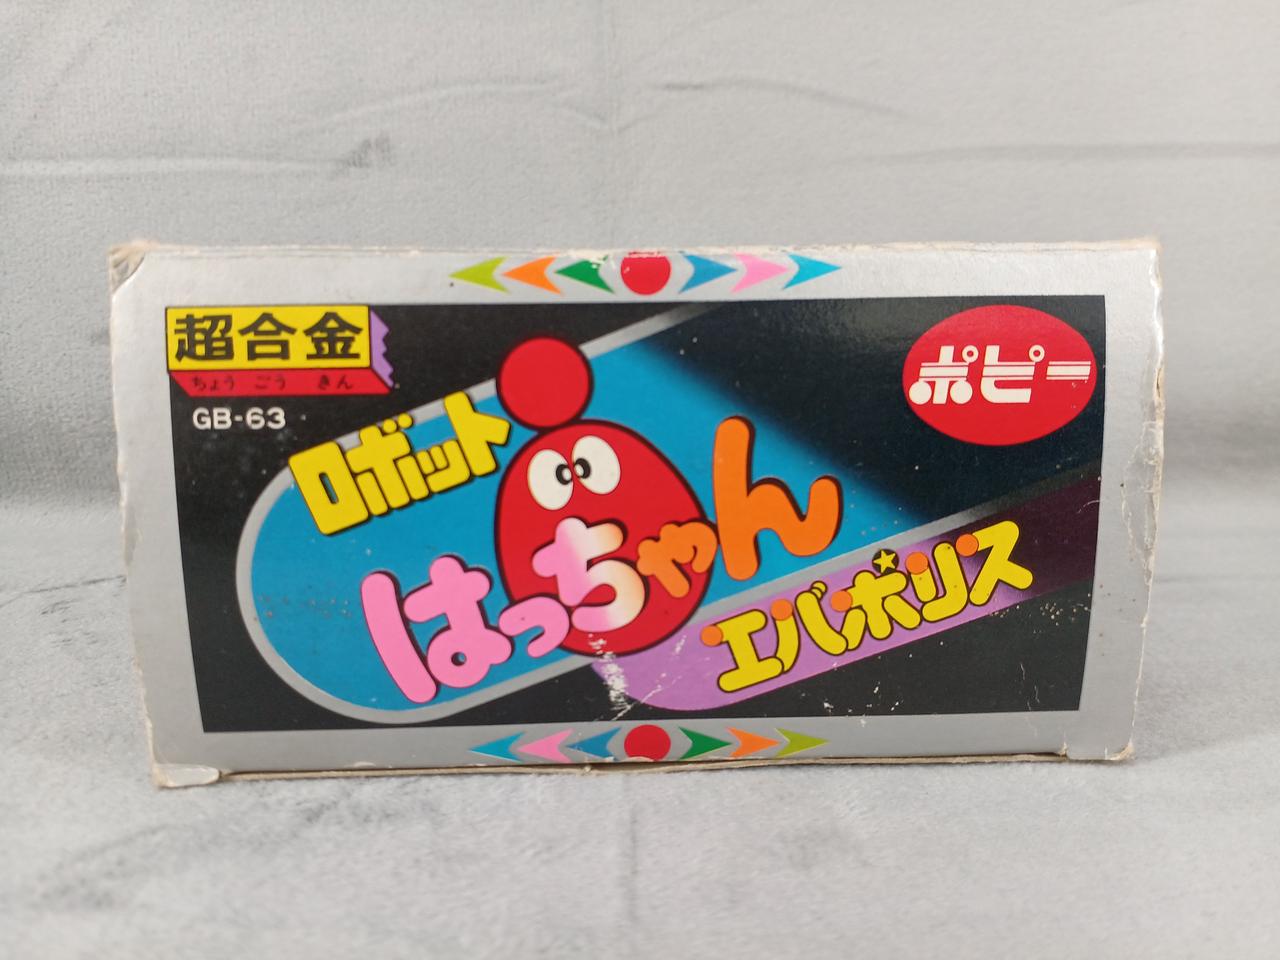 超合金
ちょう ごう きん
GB-63
ポピー
ロボット
はっちゃん
エバポリス